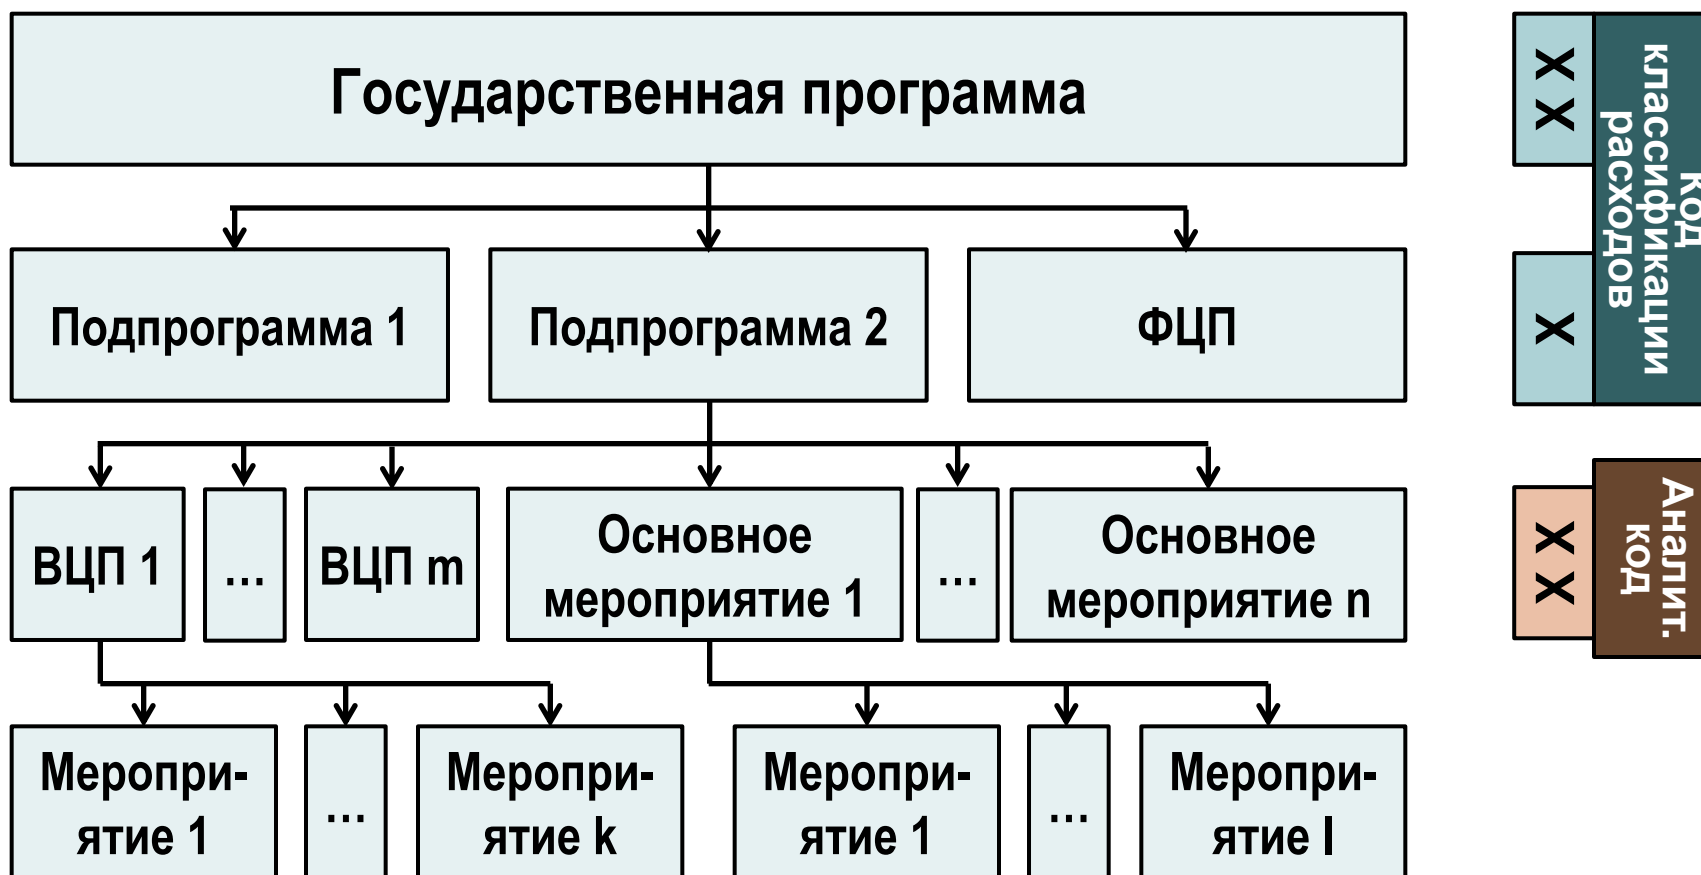 Государственная программа
X X
код
классификации
расходов
Подпрограмма 1
Подпрограмма 2
ФЦП
X
ВЦП 1
...
ВЦП m
Основное
мероприятие 1
...
Основное
мероприятие n
X X
Аналит.
код
Меропри-
ятие 1
...
Меропри-
ятие k
Меропри-
ятие 1
...
Меропри-
ятие l